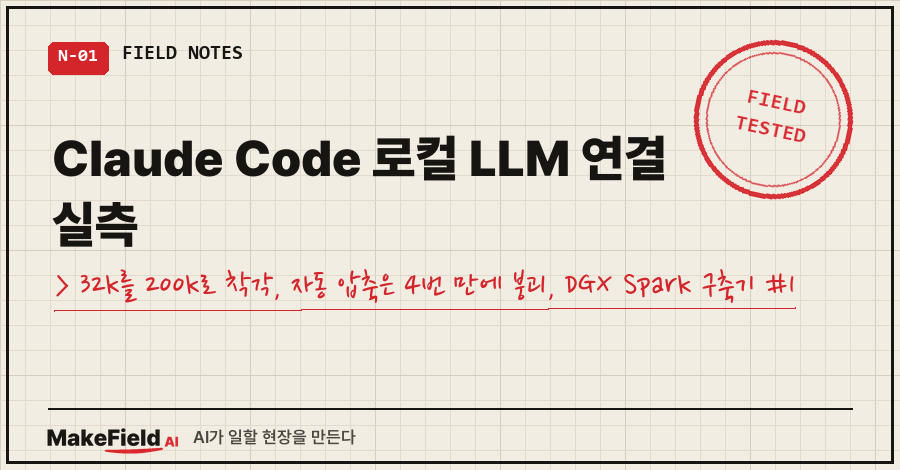 N-01 FIELD NOTES
FIELD
TESTED
Claude Code 로컬 LLM 연결
실측
> 32k를 200k로 착각, 자동 압축은 4번 만에 붕괴, DGX Spark 구축기 #1
MakeField AI AI가 일할 현장을 만든다